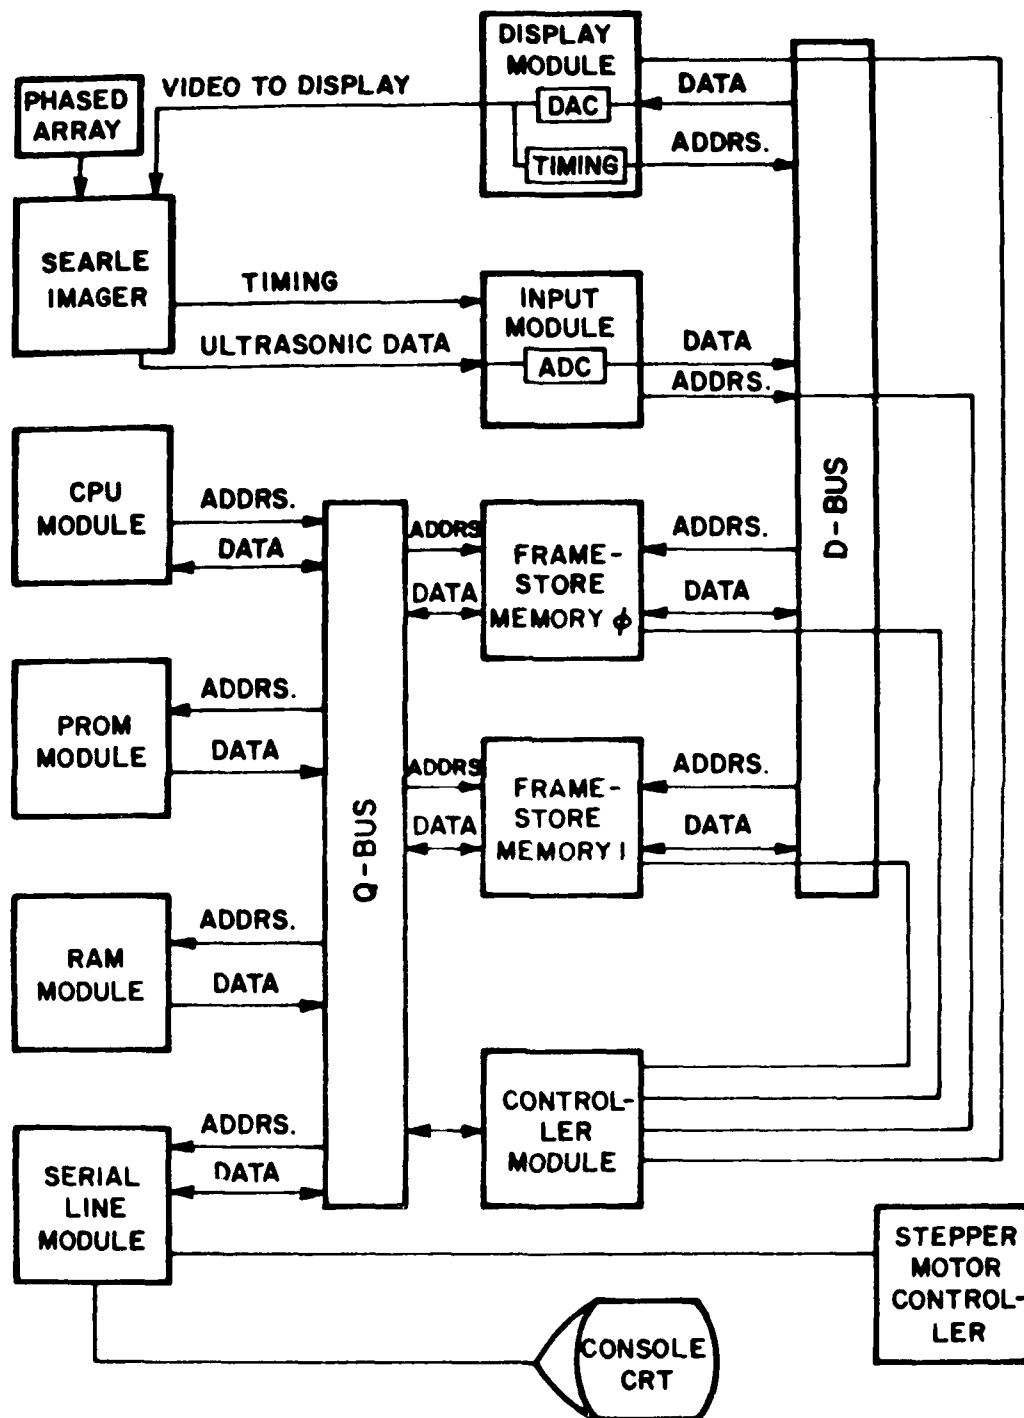 DISPLAY
MODULE
DAC
TIMING
VIDEO TO DISPLAY
DATA
ADDRS.
PHASED
ARRAY
SEARLE
IMAGER
TIMING
ULTRASONIC DATA
INPUT
MODULE
ADC
DATA
ADDRS.
D-BUS
CPU
MODULE
ADDRS.
DATA
Q-BUS
ADDRS
DATA
FRAME-
STORE
MEMORY ϕ
ADDRS.
DATA
PROM
MODULE
ADDRS.
DATA
ADDRS
DATA
FRAME-
STORE
MEMORY 1
ADDRS.
DATA
RAM
MODULE
ADDRS.
DATA
CONTROL-
LER
MODULE
SERIAL
LINE
MODULE
ADDRS.
DATA
STEPPER
MOTOR
CONTROL-
LER
CONSOLE
CRT